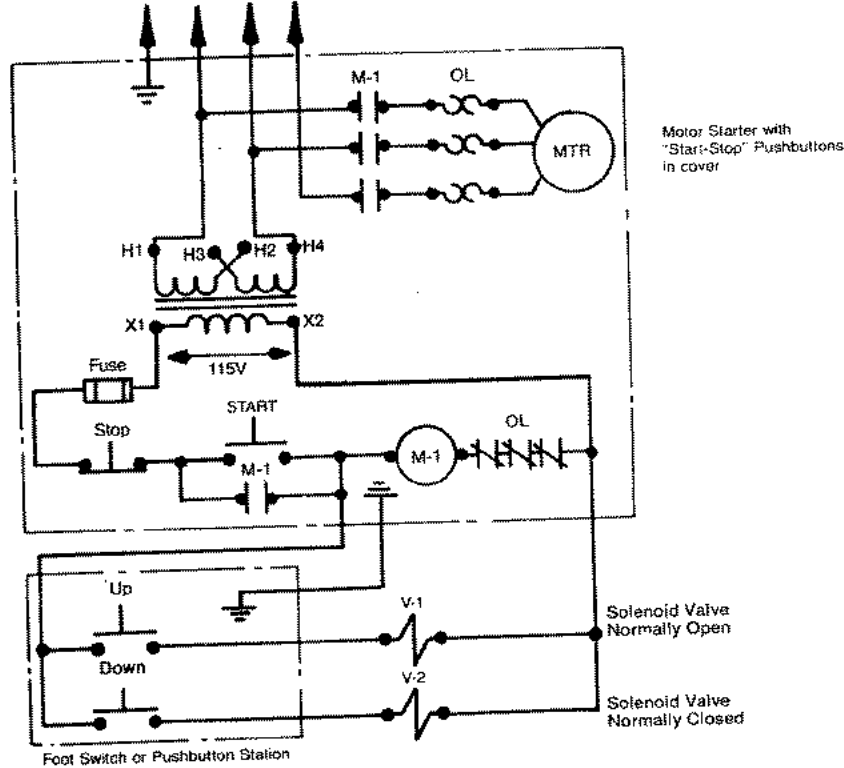 M-1
OL
MTR
Motor Starter with
"Start-Stop" Pushbuttons
in cover
H1
H3
H2
H4
X1
X2
115V
Fuse
START
Stop
M-1
M-1
OL
Up
Down
V-1
V-2
Solenoid Valve
Normally Open
Solenoid Valve
Normally Closed
Foot Switch or Pushbutton Station